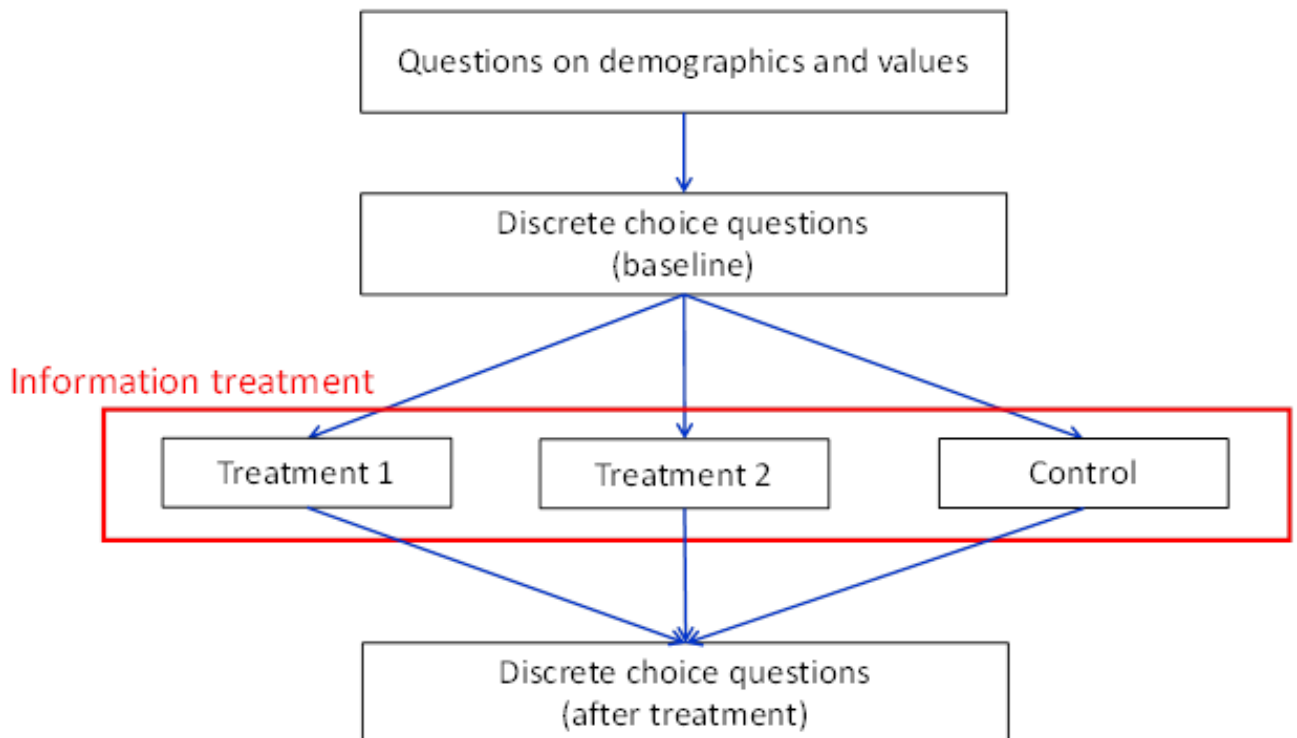 Questions on demographics and values
Discrete choice questions
(baseline)
Information treatment
Treatment 1
Treatment 2
Control
Discrete choice questions
(after treatment)